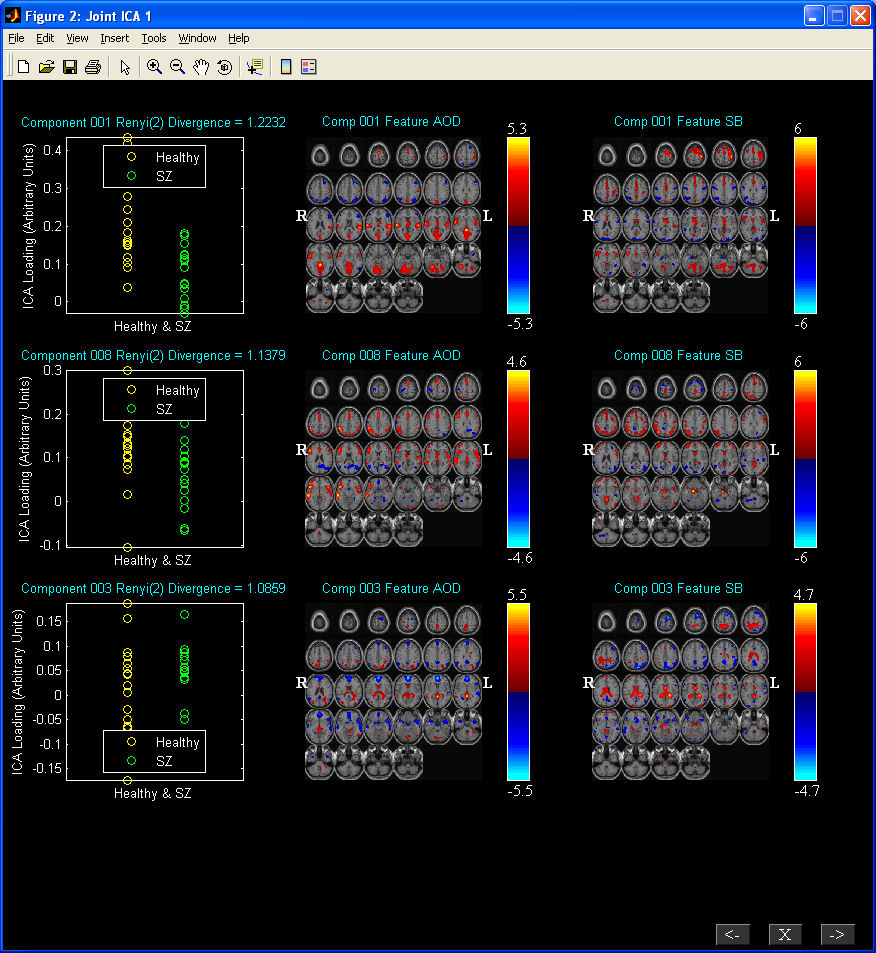 Figure 2: Joint ICA 1
File Edit View Insert Tools Window Help
Component 001 Renyi(2) Divergence = 1.2232
Comp 001 Feature AOD
Comp 001 Feature SB
ICA Loading (Arbitrary Units)
0.4
0.3
0.2
0.1
0
Healthy
SZ
Healthy & SZ
R
L
5.3
-5.3
R
L
6
-6
Component 008 Renyi(2) Divergence = 1.1379
Comp 008 Feature AOD
Comp 008 Feature SB
ICA Loading (Arbitrary Units)
0.3
0.2
0.1
0
-0.1
Healthy
SZ
Healthy & SZ
R
L
4.6
-4.6
R
L
6
-6
Component 003 Renyi(2) Divergence = 1.0859
Comp 003 Feature AOD
Comp 003 Feature SB
ICA Loading (Arbitrary Units)
0.15
0.1
0.05
0
-0.05
-0.1
-0.15
Healthy
SZ
Healthy & SZ
R
L
5.5
-5.5
R
L
4.7
-4.7
<- X ->